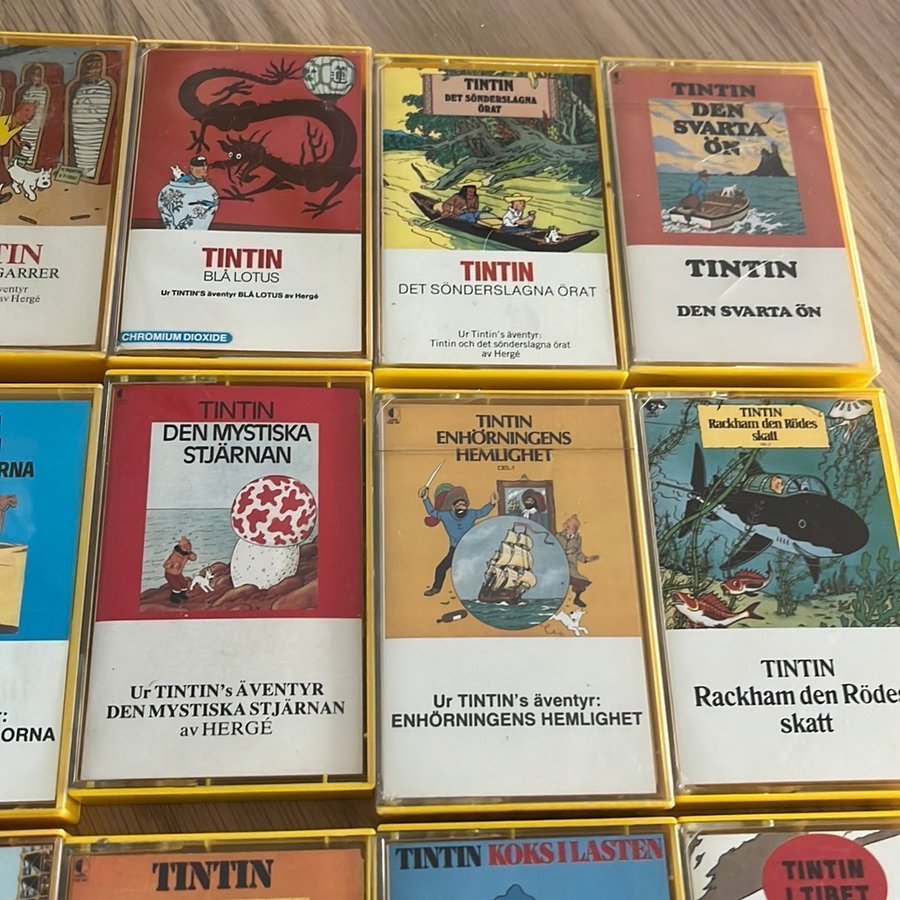 TIN
GARRER
ventyr
av Hergé
TINTIN
BLÅ LOTUS
Ur TINTIN'S äventyr BLÅ LOTUS av Hergé
CHROMIUM DIOXIDE
TINTIN
DET SÖNDERSLAGNA
ÖRAT
TINTIN
DET SÖNDERSLAGNA ÖRAT
Ur Tintin's äventyr:
Tintin och det sönderslagna örat
av Hergé
TINTIN
DEN
SVARTA
ÖN
TINTIN
DEN SVARTA ÖN
RNA
r:
ORNA
TINTIN
DEN MYSTISKA
STJÄRNAN
Ur TINTIN's ÄVENTYR
DEN MYSTISKA STJÄRNAN
av HERGÉ
TINTIN
ENHÖRNINGENS
HEMLIGHET
DEL 1
Ur TINTIN's äventyr:
ENHÖRNINGENS HEMLIGHET
TINTIN
Rackham den Rödes
skatt
TINTIN
Rackham den Rödes
skatt
TINTIN
TINTIN KOKS I LASTEN
TINTIN
I TIBET